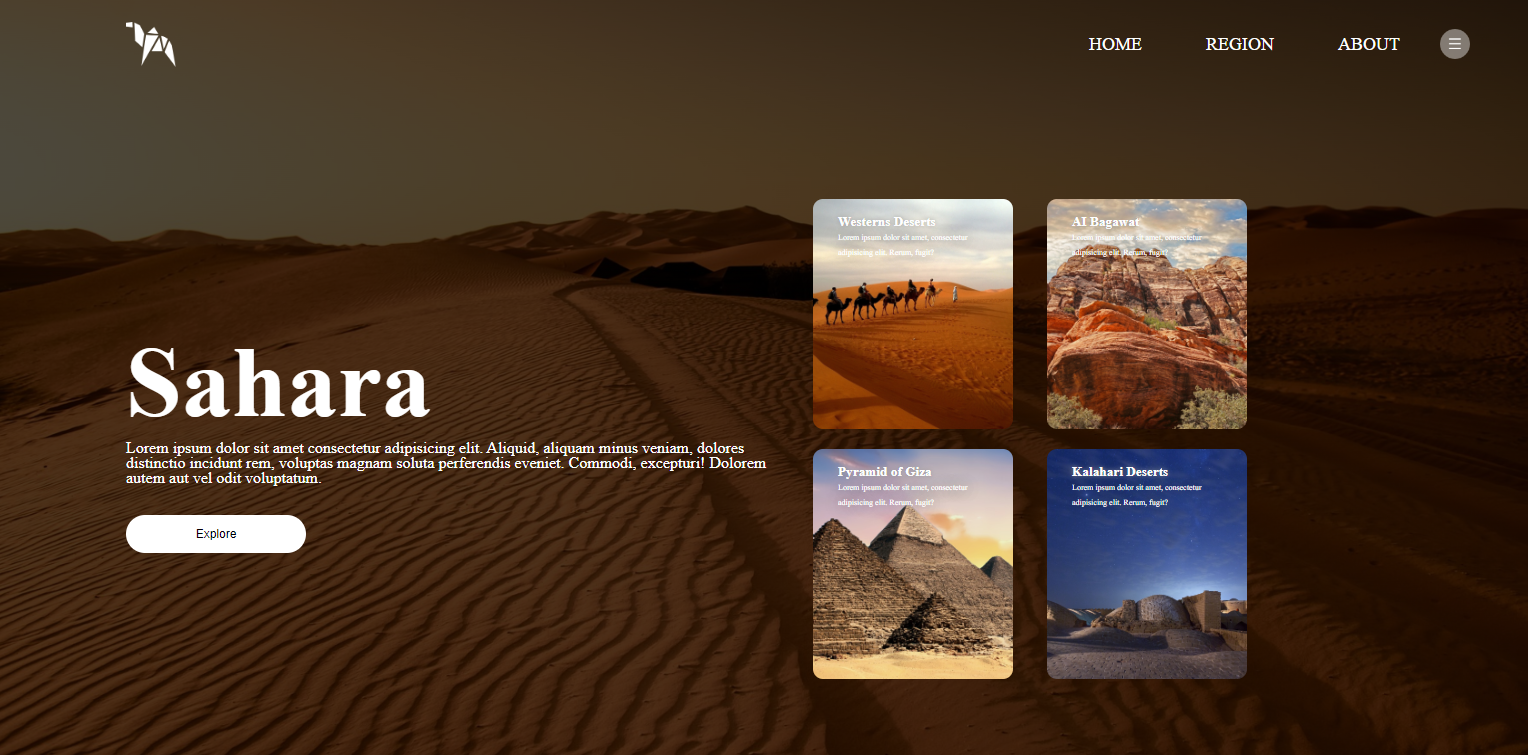 HOME REGION ABOUT
Sahara
Lorem ipsum dolor sit amet consectetur adipisicing elit. Aliquid, aliquam minus veniam, dolores
distinctio incidunt rem, voluptas magnam soluta perferendis eveniet. Commodi, excepturi! Dolorem
autem aut vel odit voluptatum.
Explore
Westerns Deserts
Lorem ipsum dolor sit amet, consectetur
adipisicing elit. Rerum, fugit?
AI Bagawat
Lorem ipsum dolor sit amet, consectetur
adipisicing elit. Rerum, fugit?
Pyramid of Giza
Lorem ipsum dolor sit amet, consectetur
adipisicing elit. Rerum, fugit?
Kalahari Deserts
Lorem ipsum dolor sit amet, consectetur
adipisicing elit. Rerum, fugit?